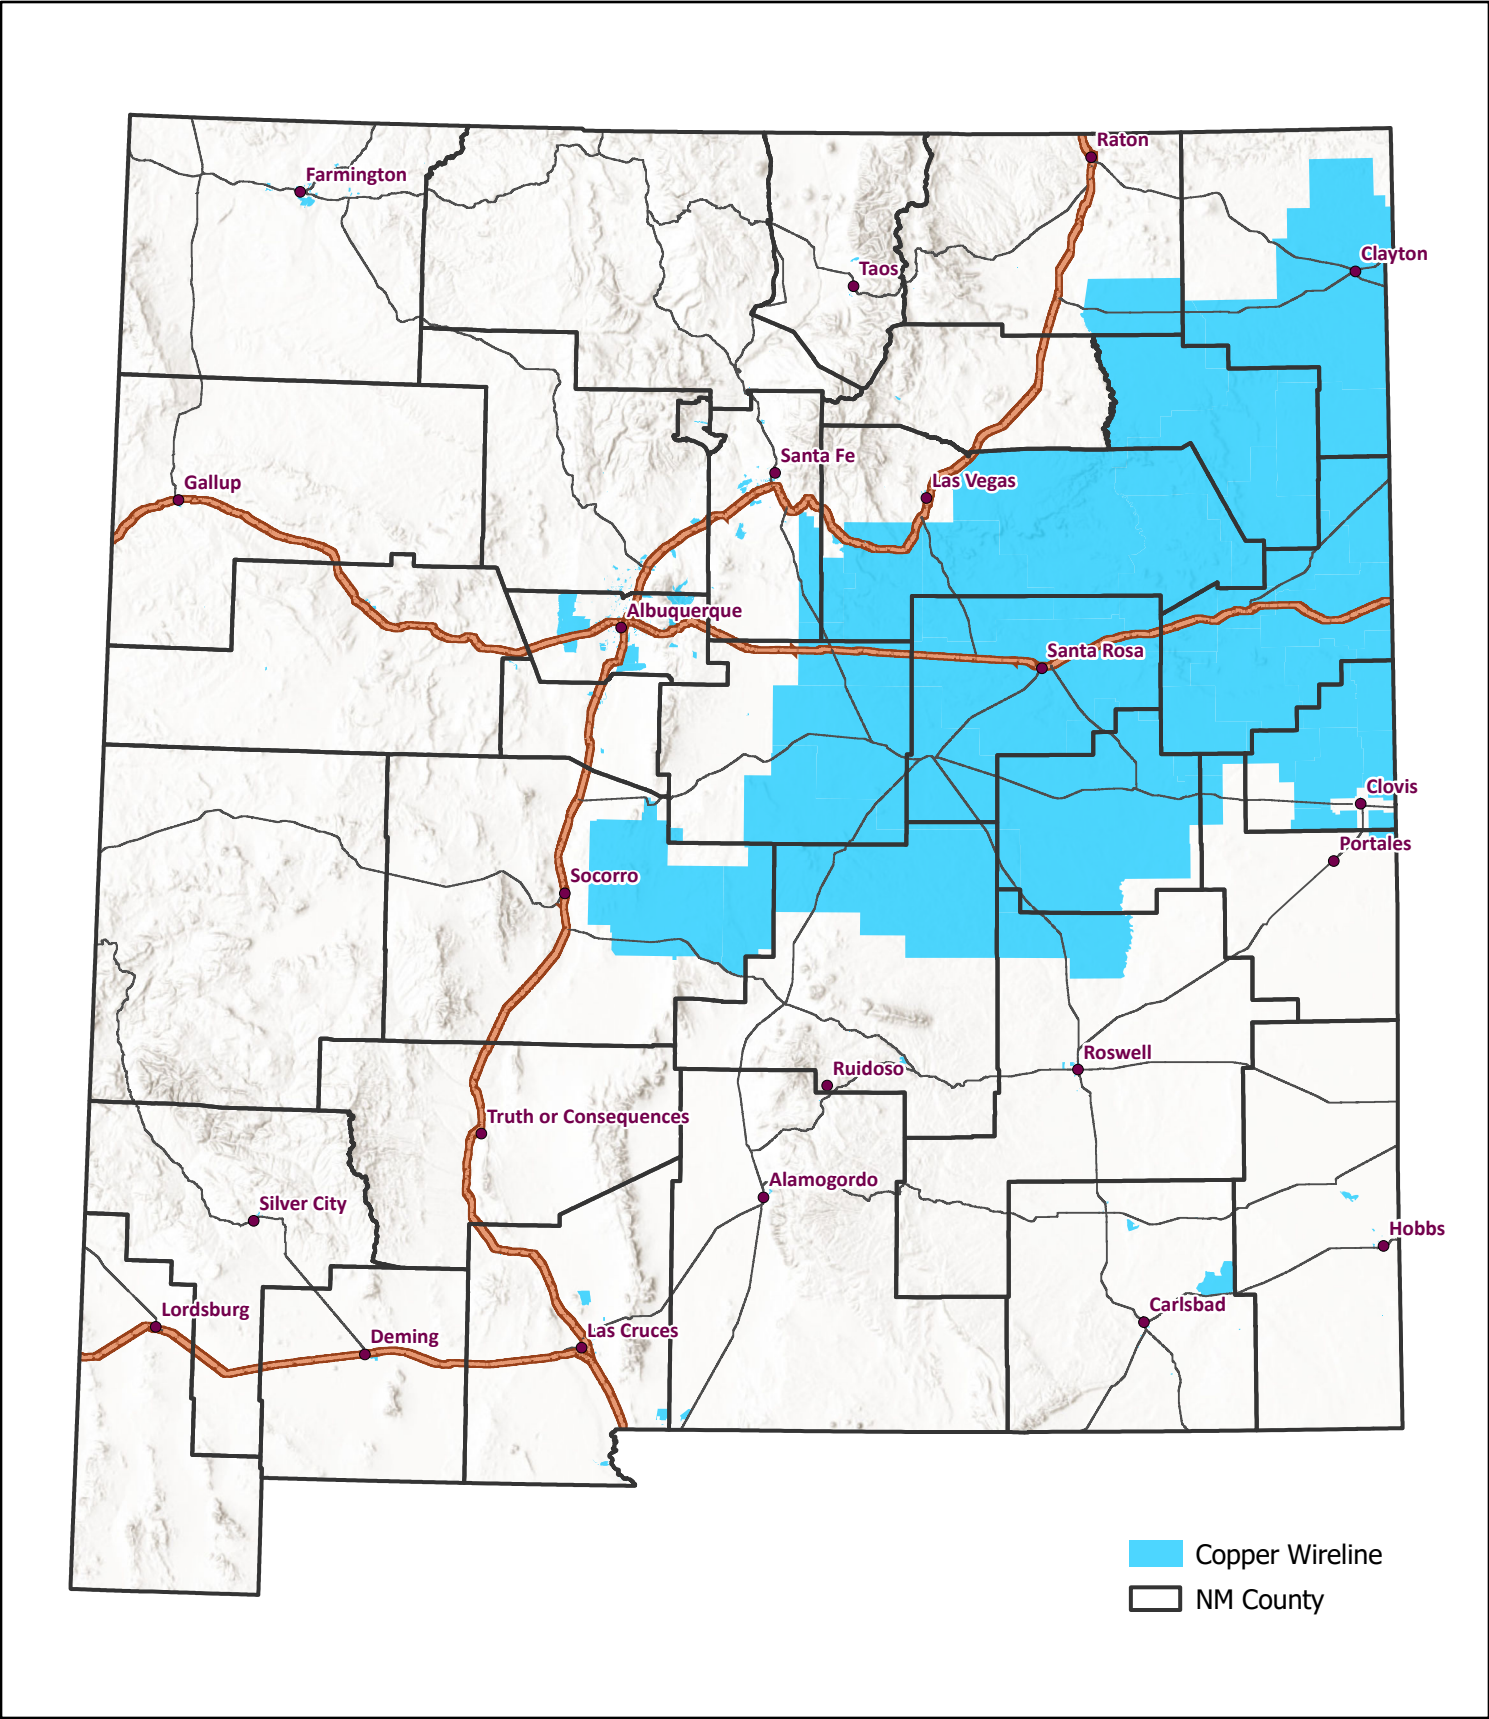 Raton
Farmington
Clayton
Taos
Santa Fe
Las Vegas
Gallup
Albuquerque
Santa Rosa
Clovis
Portales
Socorro
Roswell
Ruidoso
Truth or Consequences
Alamogordo
Silver City
Hobbs
Lordsburg
Carlsbad
Deming
Las Cruces
Copper Wireline
NM County